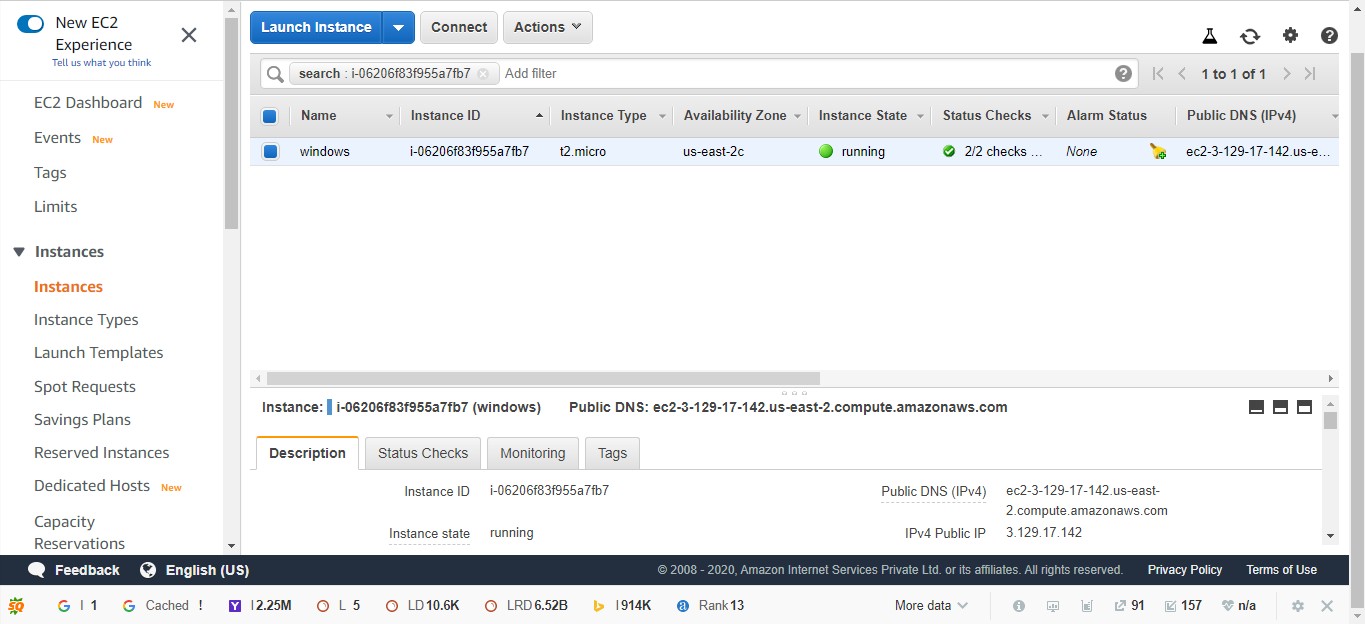 New EC2
Experience
Tell us what you think
EC2 Dashboard New
Events New
Tags
Limits
Instances
Instances
Instance Types
Launch Templates
Spot Requests
Savings Plans
Reserved Instances
Dedicated Hosts New
Capacity
Reservations
Launch Instance Connect Actions
search : i-06206f83f955a7fb7 Add filter 1 to 1 of 1
Name Instance ID Instance Type Availability Zone Instance State Status Checks Alarm Status Public DNS (IPv4)
windows i-06206f83f955a7fb7 t2.micro us-east-2c running 2/2 checks ... None ec2-3-129-17-142.us-e...
Instance: i-06206f83f955a7fb7 (windows) Public DNS: ec2-3-129-17-142.us-east-2.compute.amazonaws.com
Description Status Checks Monitoring Tags
Instance ID i-06206f83f955a7fb7 Public DNS (IPv4) ec2-3-129-17-142.us-east-
2.compute.amazonaws.com
Instance state running IPv4 Public IP 3.129.17.142
Feedback English (US) © 2008 - 2020, Amazon Internet Services Private Ltd. or its affiliates. All rights reserved. Privacy Policy Terms of Use
SQ G I 1 G Cached ! Y I 2.25M L 5 LD 10.6K LRD 6.52B b I 914K a Rank 13 More data 91 157 n/a